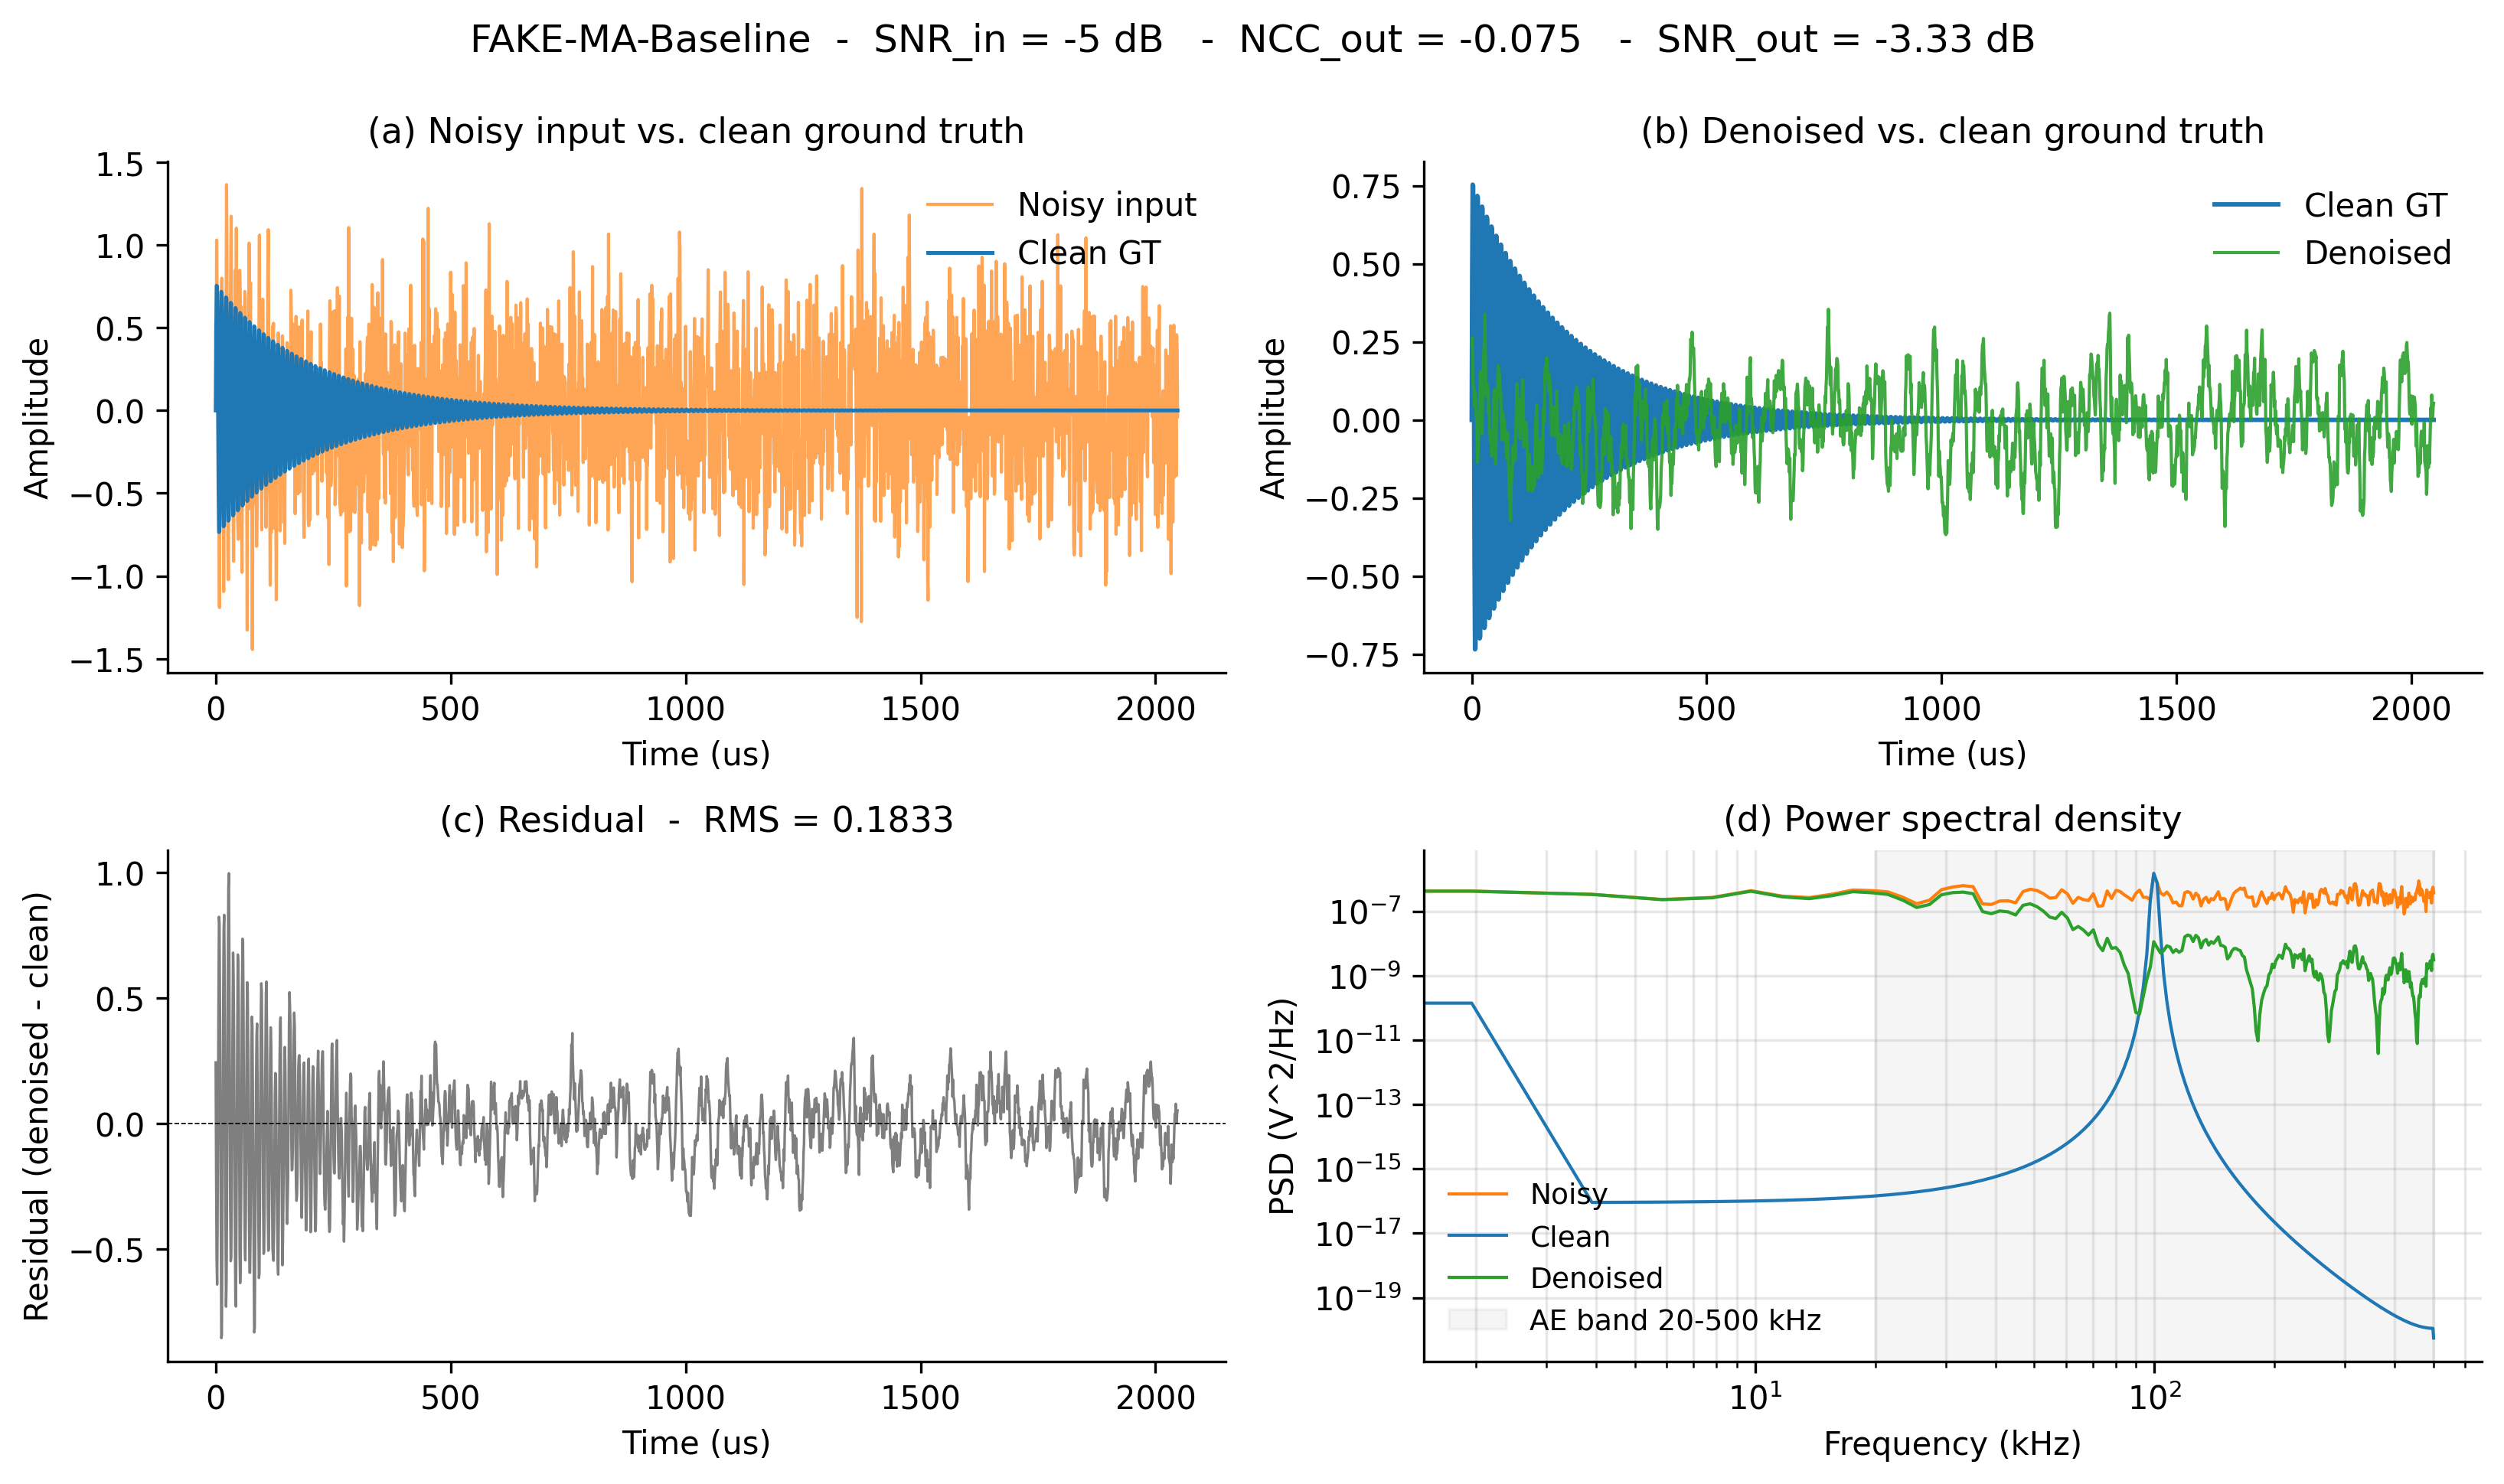 FAKE-MA-Baseline - SNR_in = -5 dB - NCC_out = -0.075 - SNR_out = -3.33 dB
(a) Noisy input vs. clean ground truth
Amplitude
1.5
1.0
0.5
0.0
−0.5
−1.0
−1.5
Noisy input
Clean GT
0 500 1000 1500 2000
Time (us)
(b) Denoised vs. clean ground truth
Amplitude
0.75
0.50
0.25
0.00
−0.25
−0.50
−0.75
Clean GT
Denoised
0 500 1000 1500 2000
Time (us)
(c) Residual - RMS = 0.1833
Residual (denoised - clean)
1.0
0.5
0.0
−0.5
0 500 1000 1500 2000
Time (us)
(d) Power spectral density
PSD (V^2/Hz)
10⁻⁷
10⁻⁹
10⁻¹¹
10⁻¹³
10⁻¹⁵
10⁻¹⁷
10⁻¹⁹
Noisy
Clean
Denoised
AE band 20-500 kHz
10¹ 10²
Frequency (kHz)